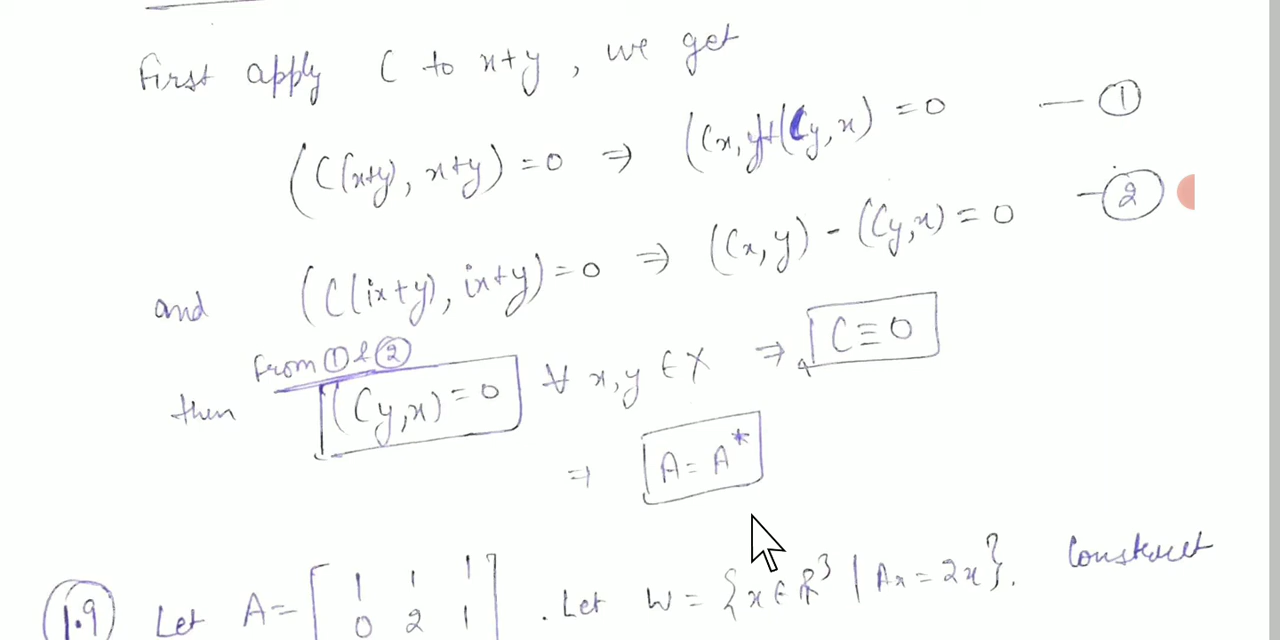 First apply C to x+y, we get
(C(x+y), x+y) = 0 ⇒ (Cx, y)+(Cy, x) = 0 — ①
and (C(ix+y), ix+y) = 0 ⇒ (Cx, y) - (Cy, x) = 0 — ②
From ① & ②
then (Cy, x) = 0 ∀ x, y ∈ X ⇒ C ≡ 0
⇒ A = A*
1.9 Let A = [ 1 1 1 . Let W = {x ∈ R³ | Ax = 2x}. Construct
0 2 1